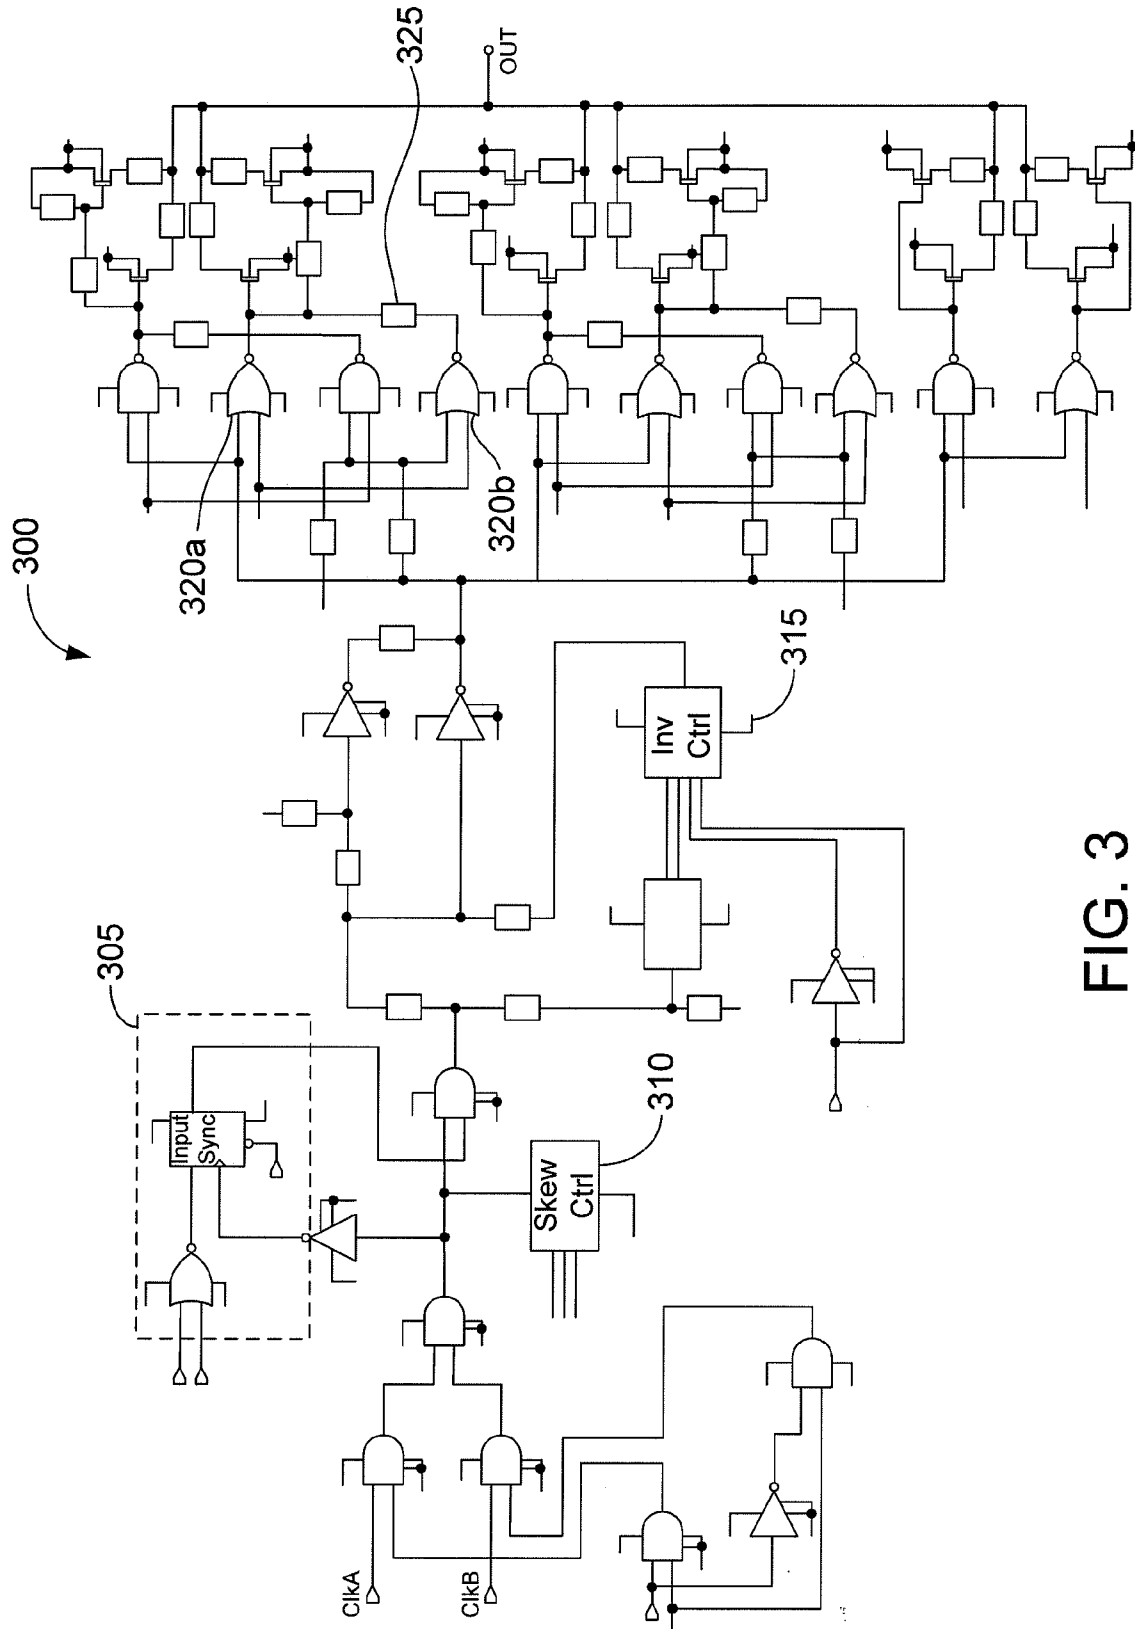 300
305
Input
Sync
ClkA
ClkB
Skew
Ctrl
310
Inv
Ctrl
315
320a
320b
325
OUT
FIG. 3